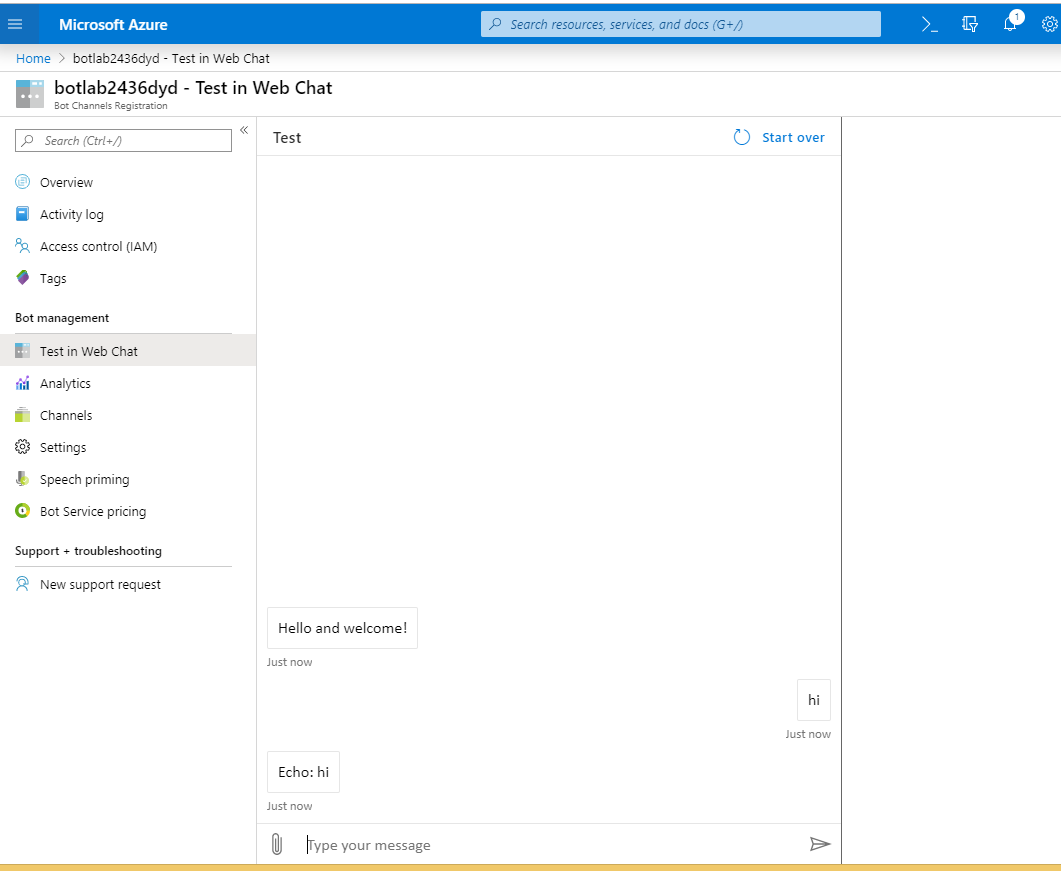 Microsoft Azure
Search resources, services, and docs (G+/)
1
Home > botlab2436dyd - Test in Web Chat
botlab2436dyd - Test in Web Chat
Bot Channels Registration
Search (Ctrl+/)
«
Overview
Activity log
Access control (IAM)
Tags
Bot management
Test in Web Chat
Analytics
Channels
Settings
Speech priming
Bot Service pricing
Support + troubleshooting
New support request
Test
Start over
Hello and welcome!
Just now
hi
Just now
Echo: hi
Just now
Type your message